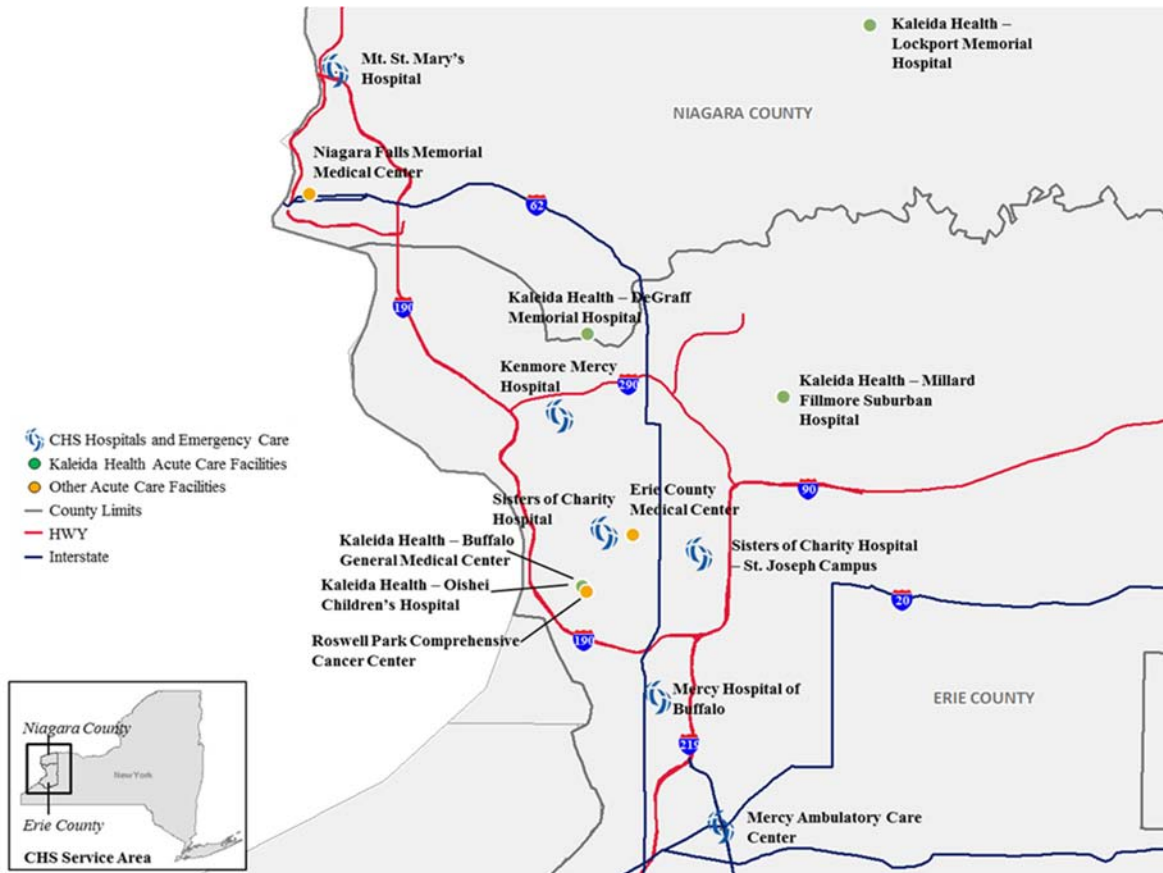 Kaleida Health –
Lockport Memorial
Hospital
Mt. St. Mary's
Hospital
NIAGARA COUNTY
Niagara Falls Memorial
Medical Center
62
190
Kaleida Health – DeGraff
Memorial Hospital
Kenmore Mercy
Hospital
290
Kaleida Health – Millard
Fillmore Suburban
Hospital
CHS Hospitals and Emergency Care
Kaleida Health Acute Care Facilities
Other Acute Care Facilities
County Limits
HWY
Interstate
90
Sisters of Charity
Hospital
Erie County
Medical Center
Kaleida Health – Buffalo
General Medical Center
Kaleida Health – Oishei
Children's Hospital
Roswell Park Comprehensive
Cancer Center
Sisters of Charity Hospital
– St. Joseph Campus
20
190
Mercy Hospital of
Buffalo
ERIE COUNTY
219
Mercy Ambulatory Care
Center
Niagara County
New York
Erie County
CHS Service Area